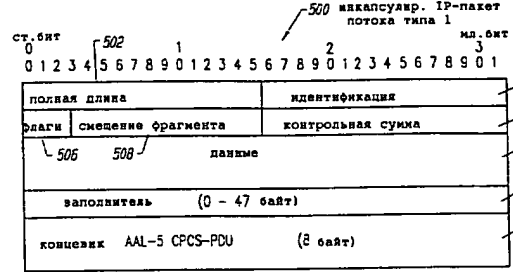 500 инкапсулир. IP-пакет
потока типа 1
ст.бит 502 мл.бит
0 1 2 3
0 1 2 3 4 5 6 7 8 9 0 1 2 3 4 5 6 7 8 9 0 1 2 3 4 5 6 7 8 9 0 1
полная длина идентификация
флаги смещение фрагмента контрольная сумма
506 508 данные
заполнитель (0 - 47 байт)
концевик AAL-5 CPCS-PDU (8 байт)